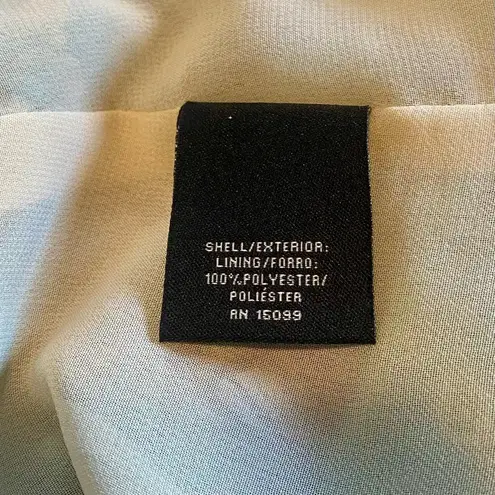 SHELL/EXTERIOR:
LINING/FORRO:
100%POLYESTER/
POLIÉSTER
RN 15099